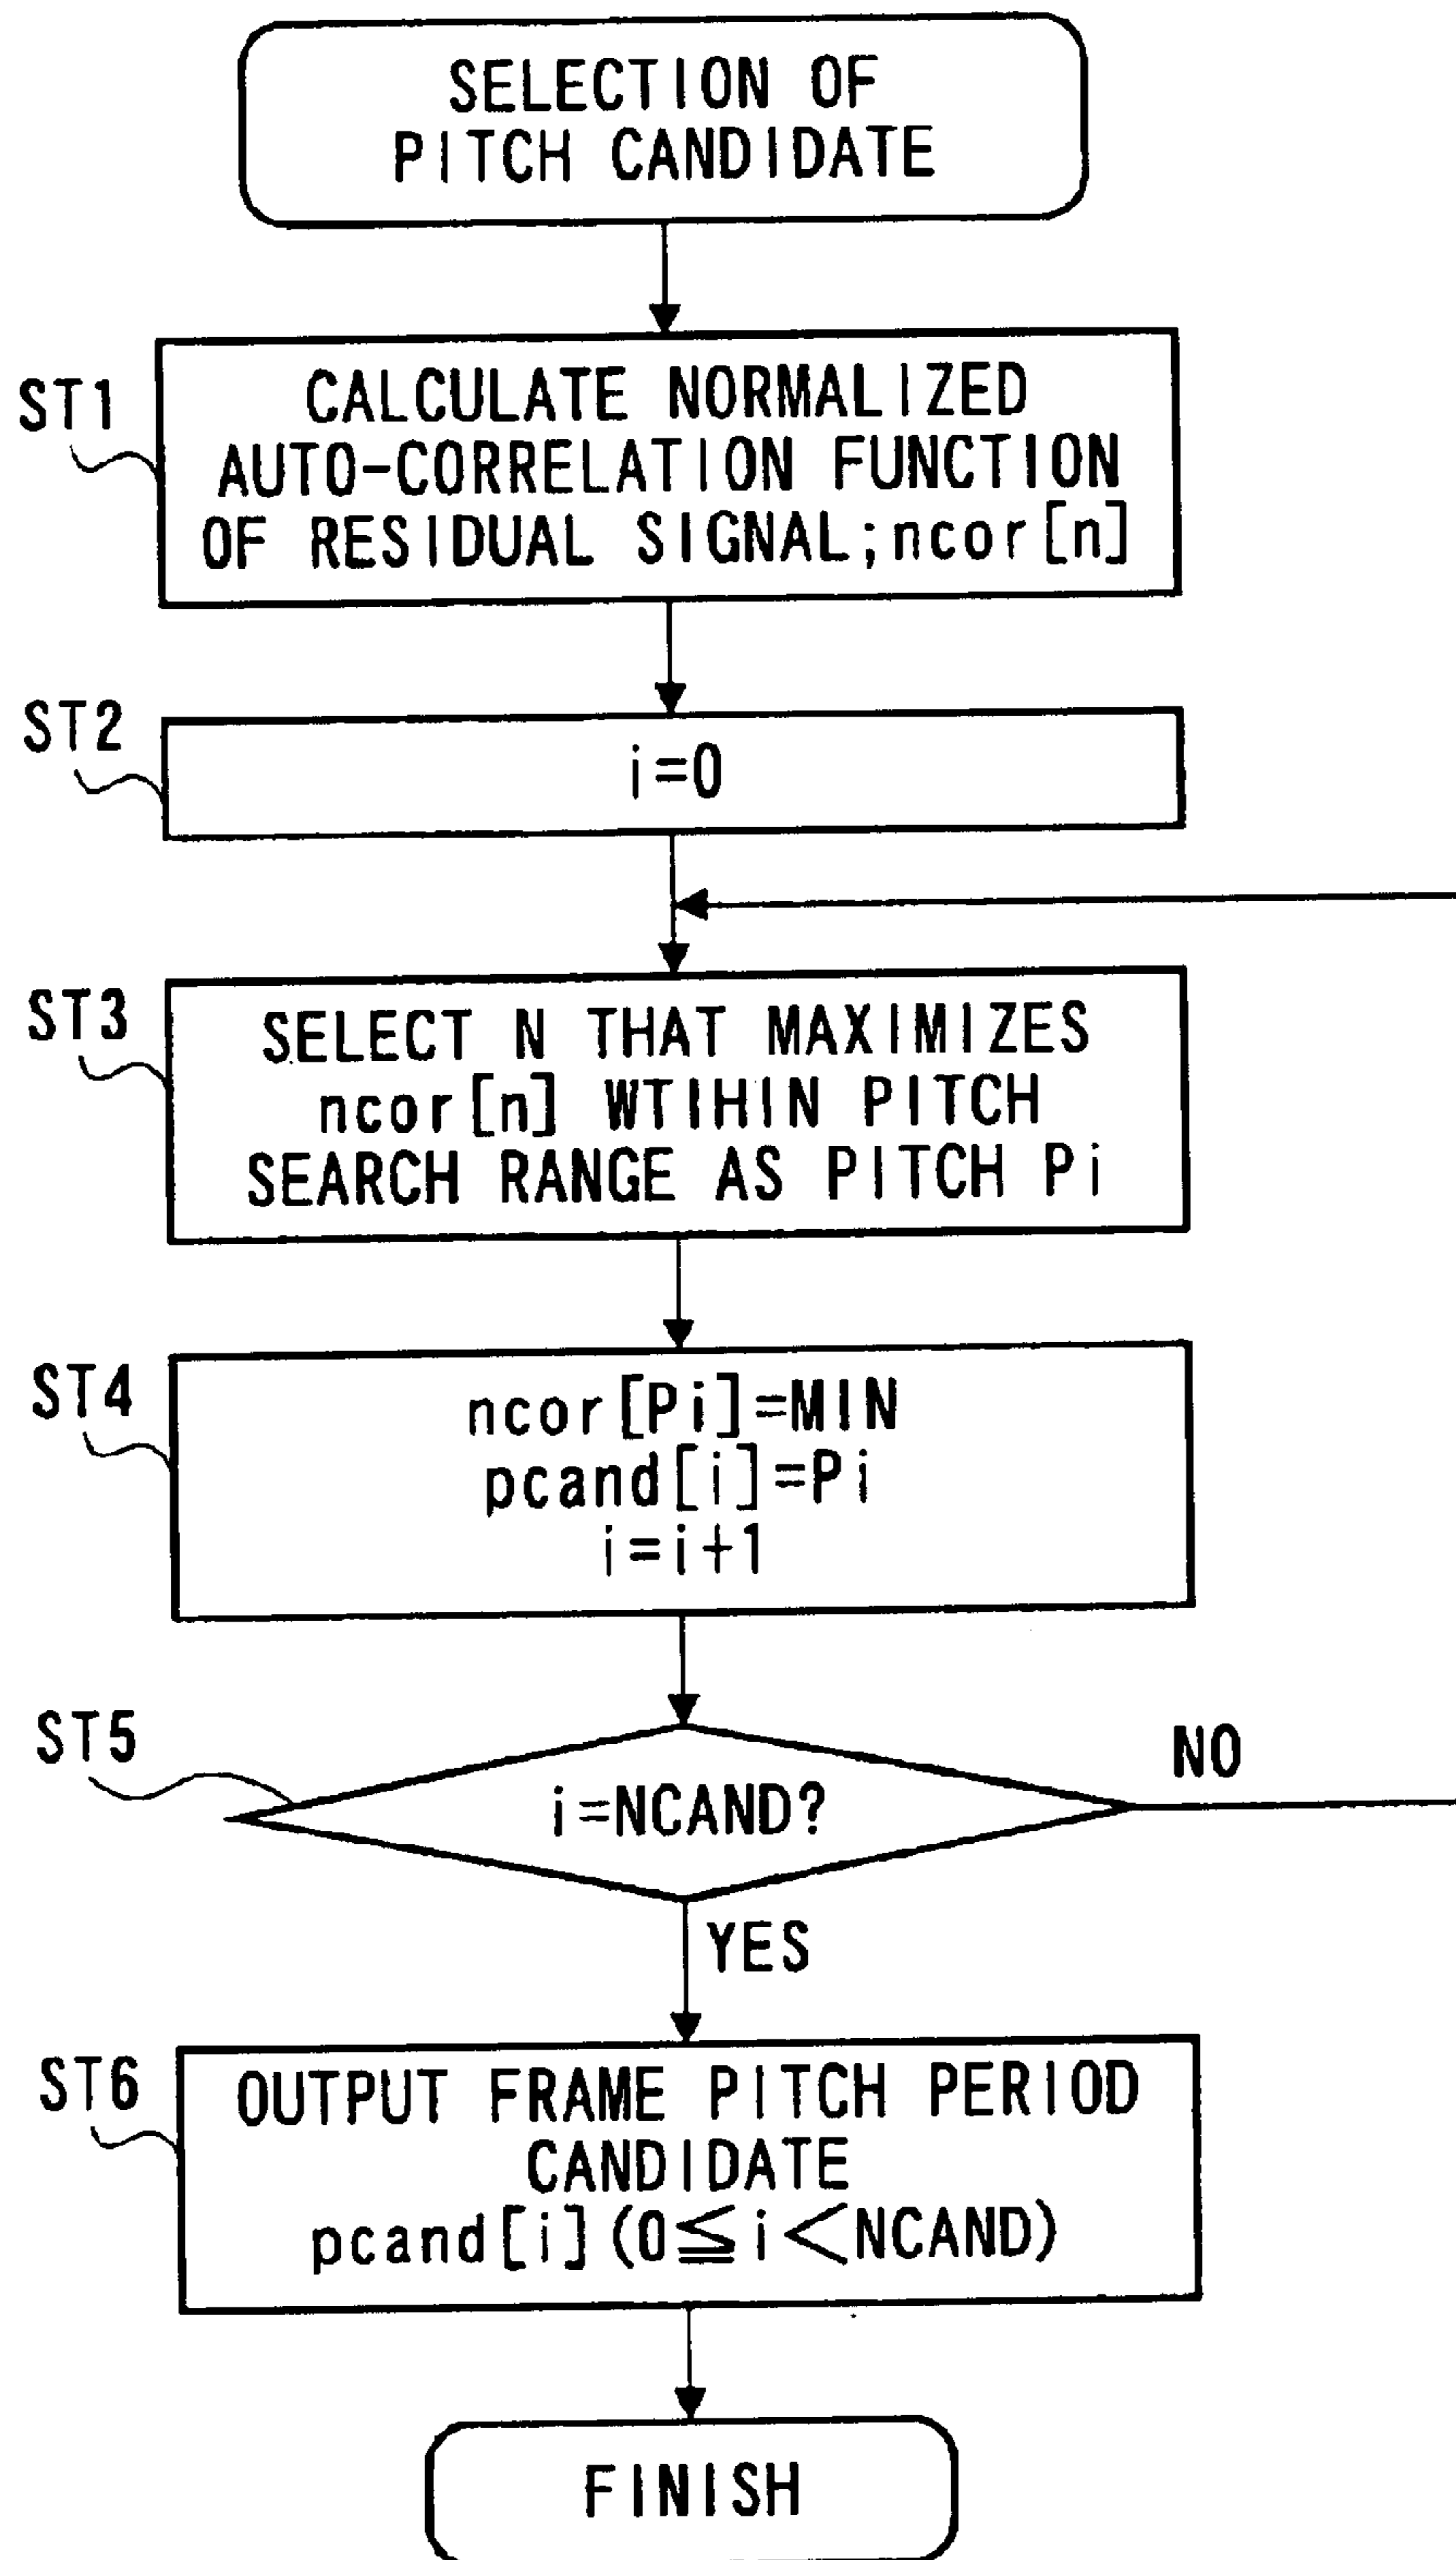 SELECTION OF
PITCH CANDIDATE
ST1
CALCULATE NORMALIZED
AUTO-CORRELATION FUNCTION
OF RESIDUAL SIGNAL;ncor[n]
ST2
i=0
ST3
SELECT N THAT MAXIMIZES
ncor[n] WTIHIN PITCH
SEARCH RANGE AS PITCH Pi
ST4
ncor[Pi]=MIN
pcand[i]=Pi
i=i+1
ST5
i=NCAND?
NO
YES
ST6
OUTPUT FRAME PITCH PERIOD
CANDIDATE
pcand[i](0≦i<NCAND)
FINISH